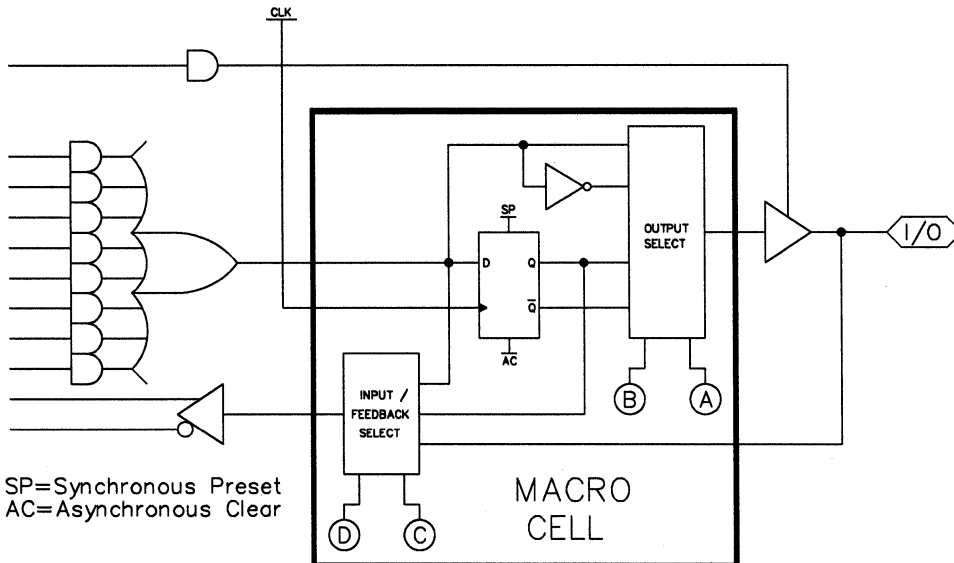 CLK
SP
D Q
Q
AC
OUTPUT
SELECT
I/O
B A
INPUT /
FEEDBACK
SELECT
D C
SP=Synchronous Preset
AC=Asynchronous Clear
MACRO
CELL